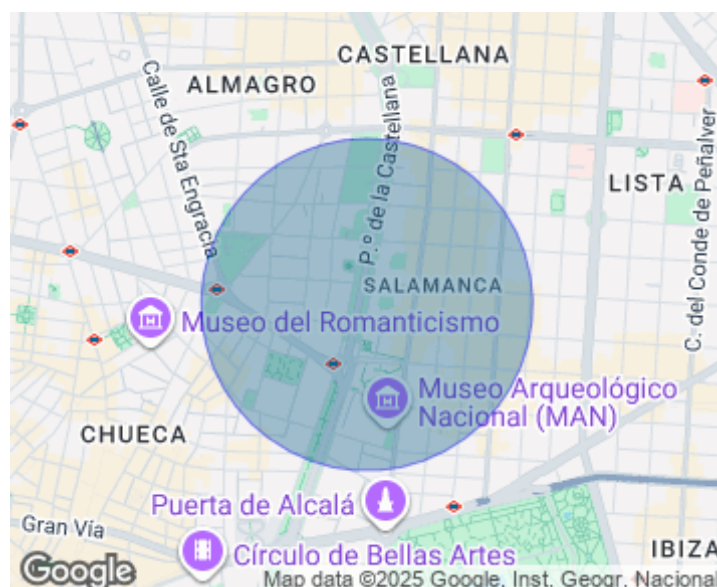 CASTELLANA
ALMAGRO
Calle de Sta Engracia
P.º de la Castellana
C. del Conde de Peñalver
LISTA
SALAMANCA
Museo del Romanticismo
Museo Arqueológico
Nacional (MAN)
CHUECA
Puerta de Alcalá
Gran Vía
Círculo de Bellas Artes
IBIZA
Google
Map data ©2025 Google, Inst. Geogr. Nacional